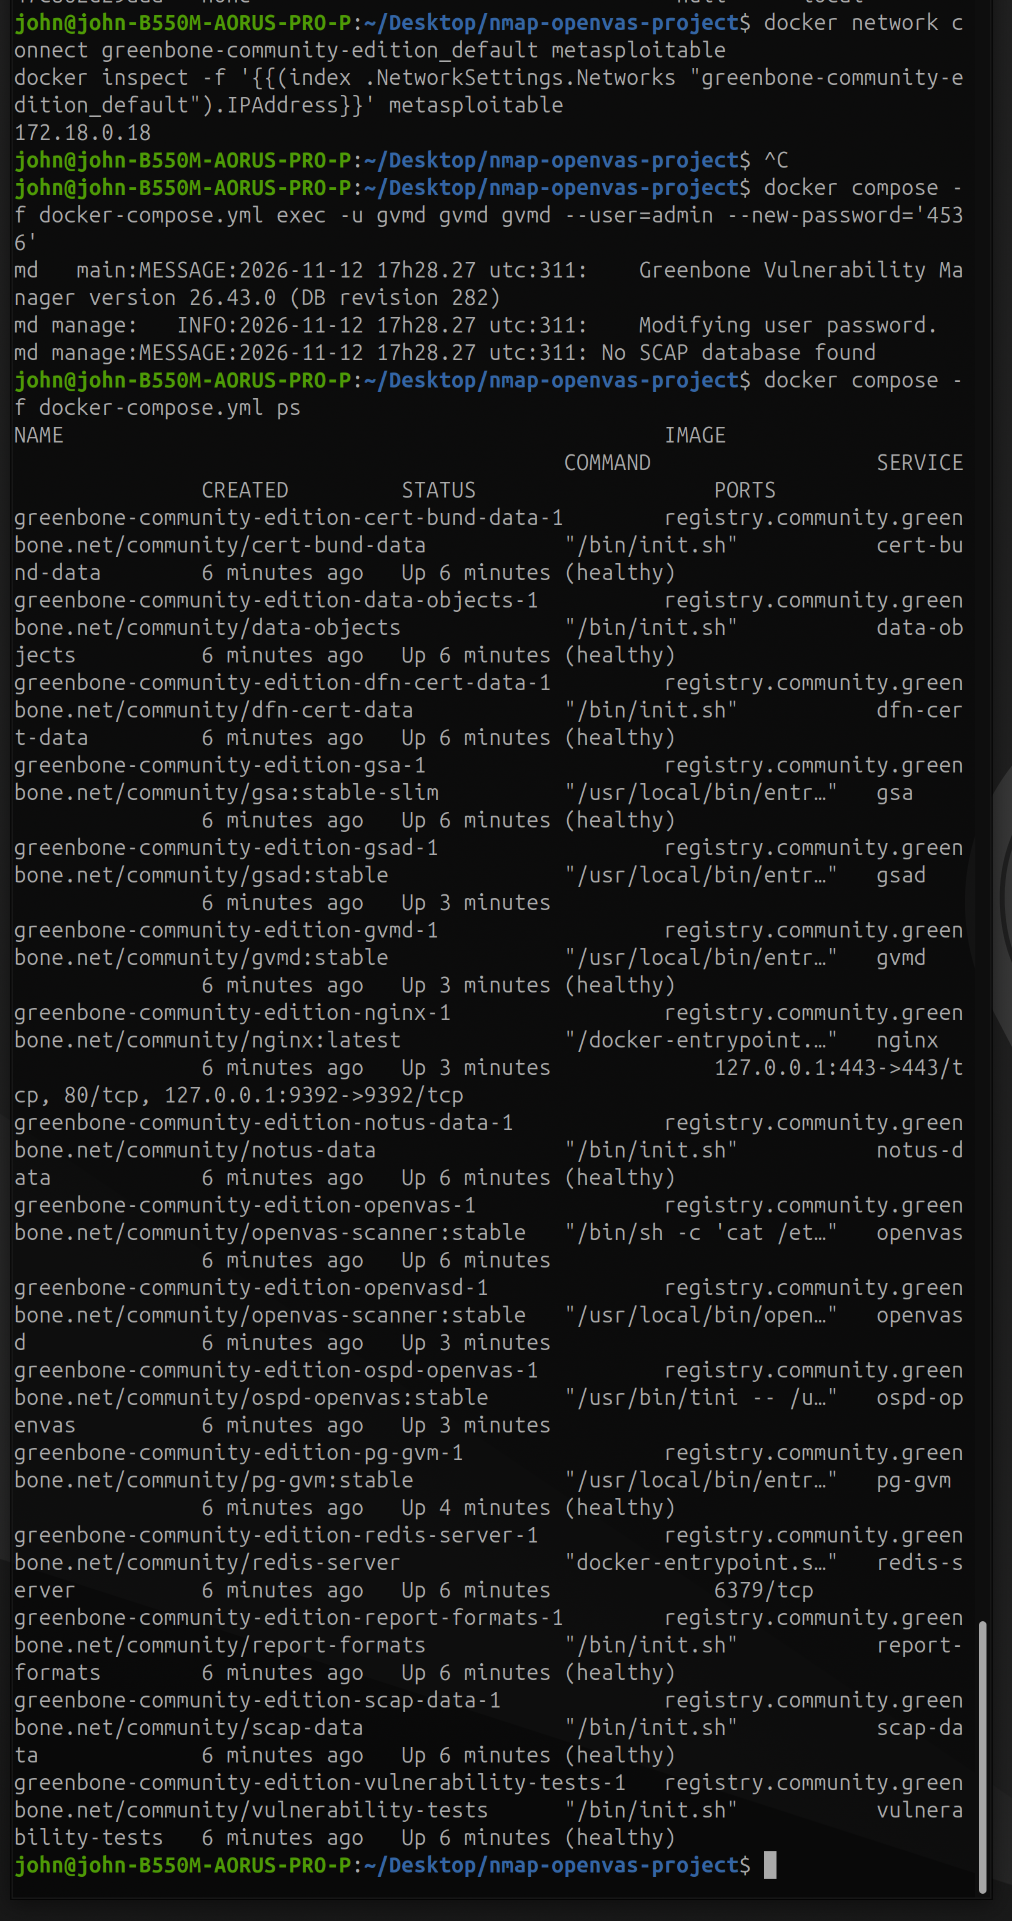 john@john-B550M-AORUS-PRO-P:~/Desktop/nmap-openvas-project$ docker network c
onnect greenbone-community-edition_default metasploitable
docker inspect -f '{{(index .NetworkSettings.Networks "greenbone-community-e
dition_default").IPAddress}}' metasploitable
172.18.0.18
john@john-B550M-AORUS-PRO-P:~/Desktop/nmap-openvas-project$ ^C
john@john-B550M-AORUS-PRO-P:~/Desktop/nmap-openvas-project$ docker compose -
f docker-compose.yml exec -u gvmd gvmd gvmd --user=admin --new-password='453
6'
md   main:MESSAGE:2026-11-12 17h28.27 utc:311:    Greenbone Vulnerability Ma
nager version 26.43.0 (DB revision 282)
md manage:   INFO:2026-11-12 17h28.27 utc:311:    Modifying user password.
md manage:MESSAGE:2026-11-12 17h28.27 utc:311: No SCAP database found
john@john-B550M-AORUS-PRO-P:~/Desktop/nmap-openvas-project$ docker compose -
f docker-compose.yml ps
NAME                                                IMAGE
                                            COMMAND                  SERVICE
               CREATED         STATUS                   PORTS
greenbone-community-edition-cert-bund-data-1        registry.community.green
bone.net/community/cert-bund-data           "/bin/init.sh"           cert-bu
nd-data        6 minutes ago   Up 6 minutes (healthy)
greenbone-community-edition-data-objects-1          registry.community.green
bone.net/community/data-objects             "/bin/init.sh"           data-ob
jects          6 minutes ago   Up 6 minutes (healthy)
greenbone-community-edition-dfn-cert-data-1         registry.community.green
bone.net/community/dfn-cert-data            "/bin/init.sh"           dfn-cer
t-data         6 minutes ago   Up 6 minutes (healthy)
greenbone-community-edition-gsa-1                   registry.community.green
bone.net/community/gsa:stable-slim          "/usr/local/bin/entr…"   gsa
               6 minutes ago   Up 6 minutes (healthy)
greenbone-community-edition-gsad-1                  registry.community.green
bone.net/community/gsad:stable              "/usr/local/bin/entr…"   gsad
               6 minutes ago   Up 3 minutes
greenbone-community-edition-gvmd-1                  registry.community.green
bone.net/community/gvmd:stable              "/usr/local/bin/entr…"   gvmd
               6 minutes ago   Up 3 minutes (healthy)
greenbone-community-edition-nginx-1                 registry.community.green
bone.net/community/nginx:latest             "/docker-entrypoint.…"   nginx
               6 minutes ago   Up 3 minutes             127.0.0.1:443->443/t
cp, 80/tcp, 127.0.0.1:9392->9392/tcp
greenbone-community-edition-notus-data-1            registry.community.green
bone.net/community/notus-data               "/bin/init.sh"           notus-d
ata            6 minutes ago   Up 6 minutes (healthy)
greenbone-community-edition-openvas-1               registry.community.green
bone.net/community/openvas-scanner:stable   "/bin/sh -c 'cat /et…"   openvas
               6 minutes ago   Up 6 minutes
greenbone-community-edition-openvasd-1              registry.community.green
bone.net/community/openvas-scanner:stable   "/usr/local/bin/open…"   openvas
d              6 minutes ago   Up 3 minutes
greenbone-community-edition-ospd-openvas-1          registry.community.green
bone.net/community/ospd-openvas:stable      "/usr/bin/tini -- /u…"   ospd-op
envas          6 minutes ago   Up 3 minutes
greenbone-community-edition-pg-gvm-1                registry.community.green
bone.net/community/pg-gvm:stable            "/usr/local/bin/entr…"   pg-gvm
               6 minutes ago   Up 4 minutes (healthy)
greenbone-community-edition-redis-server-1          registry.community.green
bone.net/community/redis-server             "docker-entrypoint.s…"   redis-s
erver          6 minutes ago   Up 6 minutes             6379/tcp
greenbone-community-edition-report-formats-1        registry.community.green
bone.net/community/report-formats           "/bin/init.sh"           report-
formats        6 minutes ago   Up 6 minutes (healthy)
greenbone-community-edition-scap-data-1             registry.community.green
bone.net/community/scap-data                "/bin/init.sh"           scap-da
ta             6 minutes ago   Up 6 minutes (healthy)
greenbone-community-edition-vulnerability-tests-1   registry.community.green
bone.net/community/vulnerability-tests      "/bin/init.sh"           vulnera
bility-tests   6 minutes ago   Up 6 minutes (healthy)
john@john-B550M-AORUS-PRO-P:~/Desktop/nmap-openvas-project$